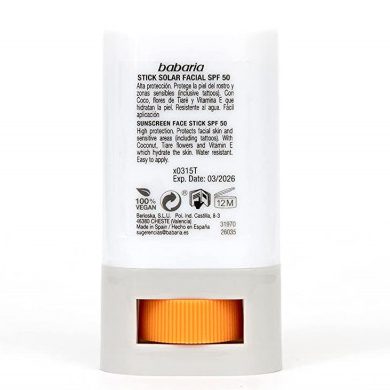 babaria
STICK SOLAR FACIAL SPF 50
Alta protección. Protege la piel del rostro y
zonas sensibles (inclusive tattoos). Con
Coco, flores de Tiaré y Vitamina E que
hidratan la piel. Resistente al agua. Fácil
aplicación
SUNSCREEN FACE STICK SPF 50
High protection. Protects facial skin and
sensitive areas (including tattoos). With
Coconut, Tiare flowers and Vitamin E
which hydrate the skin. Water resistant.
Easy to apply.
x0315T
Exp. Date: 03/2026
100%
VEGAN
12M
Berioska, S.L.U. Pol. ind. Castilla, 8-3
46380 CHESTE (Valencia)
Made in Spain / Hecho en España
sugerencias@babaria.es
31970
26035